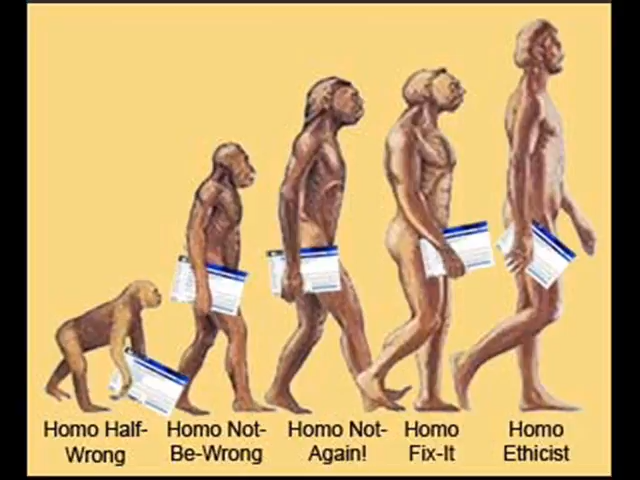 Homo Half-
Wrong
Homo Not-
Be-Wrong
Homo Not-
Again!
Homo
Fix-It
Homo
Ethicist